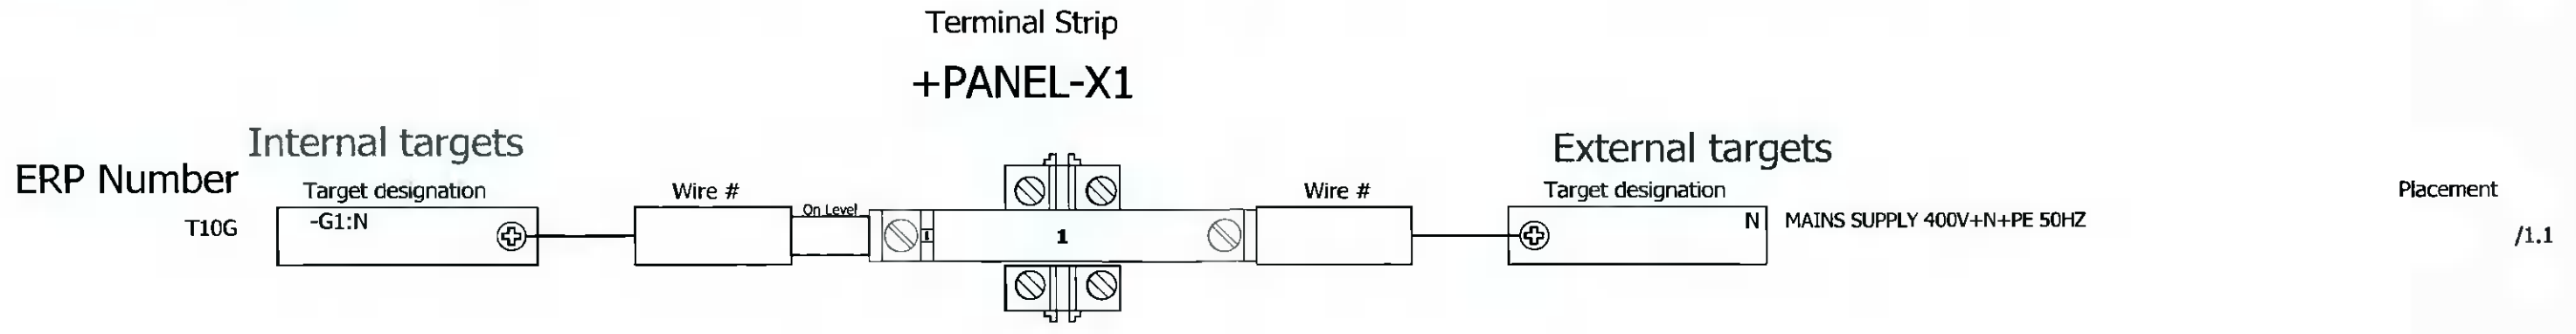 Terminal Strip
+PANEL-X1
Internal targets
External targets
ERP Number
Target designation
Wire #
On Level
Wire #
Target designation
Placement
T10G
-G1:N
1
1
N
MAINS SUPPLY 400V+N+PE 50HZ
/1.1